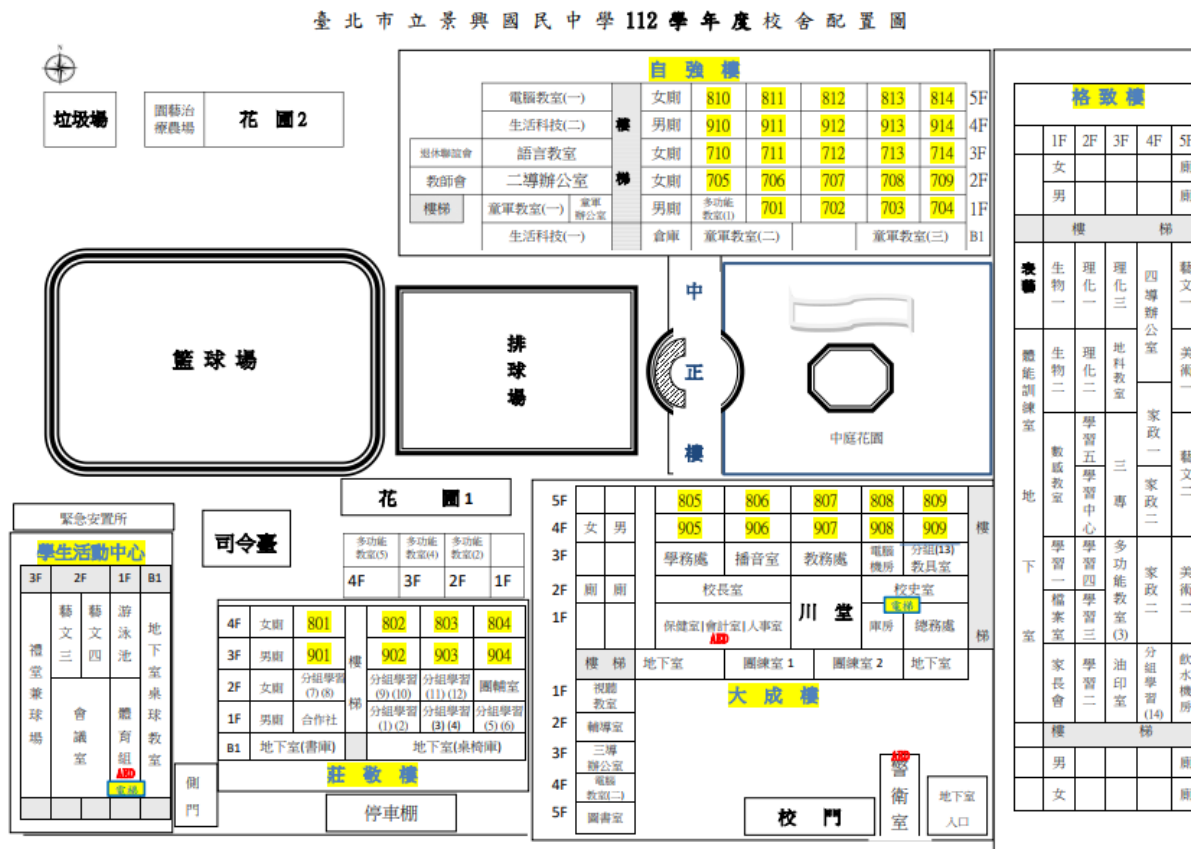 臺北市立景興國民中學112學年度校舍配置圖
N
垃圾場
園藝治療農場
花圃2
自強樓
電腦教室(一) 女廁 810 811 812 813 814 5F
生活科技(二) 樓 男廁 910 911 912 913 914 4F
退休聯誼會 語言教室 女廁 710 711 712 713 714 3F
教師會 二導辦公室 梯 女廁 705 706 707 708 709 2F
樓梯 童軍教室(一) 童軍辦公室 男廁 多功能教室(1) 701 702 703 704 1F
生活科技(一) 倉庫 童軍教室(二) 童軍教室(三) B1
格致樓
1F 2F 3F 4F 5F
女 廁
男 廁
樓 梯
表藝 生物一 理化一 理化三 四導辦公室 藝文一
體能訓練室 生物二 理化二 地科教室 美術一
數感教室 學習五 三專 家政一 藝文二
學習中心 家政二
地下室
學習一 學習四 多功能教室(3) 家政二 美術二
檔案室 學習三
家長會 學習二 油印室 分組學習(14) 飲水機房
樓 梯
男 廁
女 廁
籃球場
排球場
中正樓
中庭花園
花圃1
緊急安置所
司令臺
學生活動中心
3F 2F 1F B1
禮堂兼球場
藝文三
藝文四
會議室
游泳池
體育組
AED
電梯
地下室桌球教室
多功能教室(5) 多功能教室(4) 多功能教室(2)
4F 3F 2F 1F
4F 女廁 801 802 803 804
3F 男廁 901 樓 902 903 904
2F 女廁 分組學習(7)(8) 梯 分組學習(9)(10) 分組學習(11)(12) 團輔室
1F 男廁 合作社 分組學習(1)(2) 分組學習(3)(4) 分組學習(5)(6)
B1 地下室(書庫) 地下室(桌椅庫)
莊敬樓
側門
停車棚
5F 805 806 807 808 809
4F 女 男 905 906 907 908 909 樓
3F 學務處 播音室 教務處 電腦機房 分組(13)教具室
2F 廁 廁 校長室 川堂 校史室
電梯
1F 保健室 會計室 人事室 庫房 總務處 梯
AED
樓梯 地下室 團練室1 團練室2 地下室
大成樓
1F 視聽教室
2F 輔導室
3F 三導辦公室
4F 電腦教室(二)
5F 圖書室
校門
AED
警衛室
地下室入口